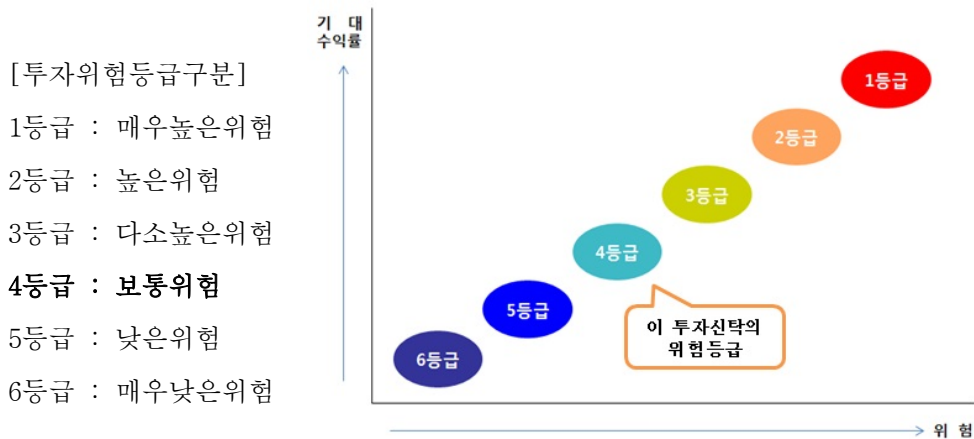 [투자위험등급구분]
1등급 : 매우높은위험
2등급 : 높은위험
3등급 : 다소높은위험
4등급 : 보통위험
5등급 : 낮은위험
6등급 : 매우낮은위험
기 대
수익률
1등급
2등급
3등급
4등급
5등급
6등급
이 투자신탁의
위험등급
위 험